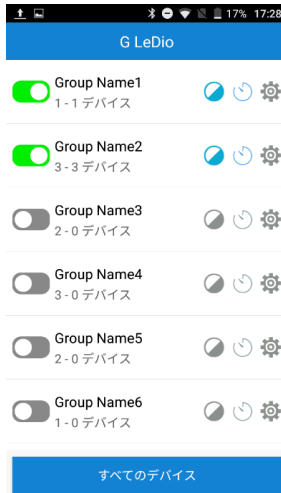 17% 17:28
G LeDio
Group Name1
1 - 1 デバイス
Group Name2
3 - 3 デバイス
Group Name3
2 - 0 デバイス
Group Name4
3 - 0 デバイス
Group Name5
2 - 0 デバイス
Group Name6
1 - 0 デバイス
すべてのデバイス